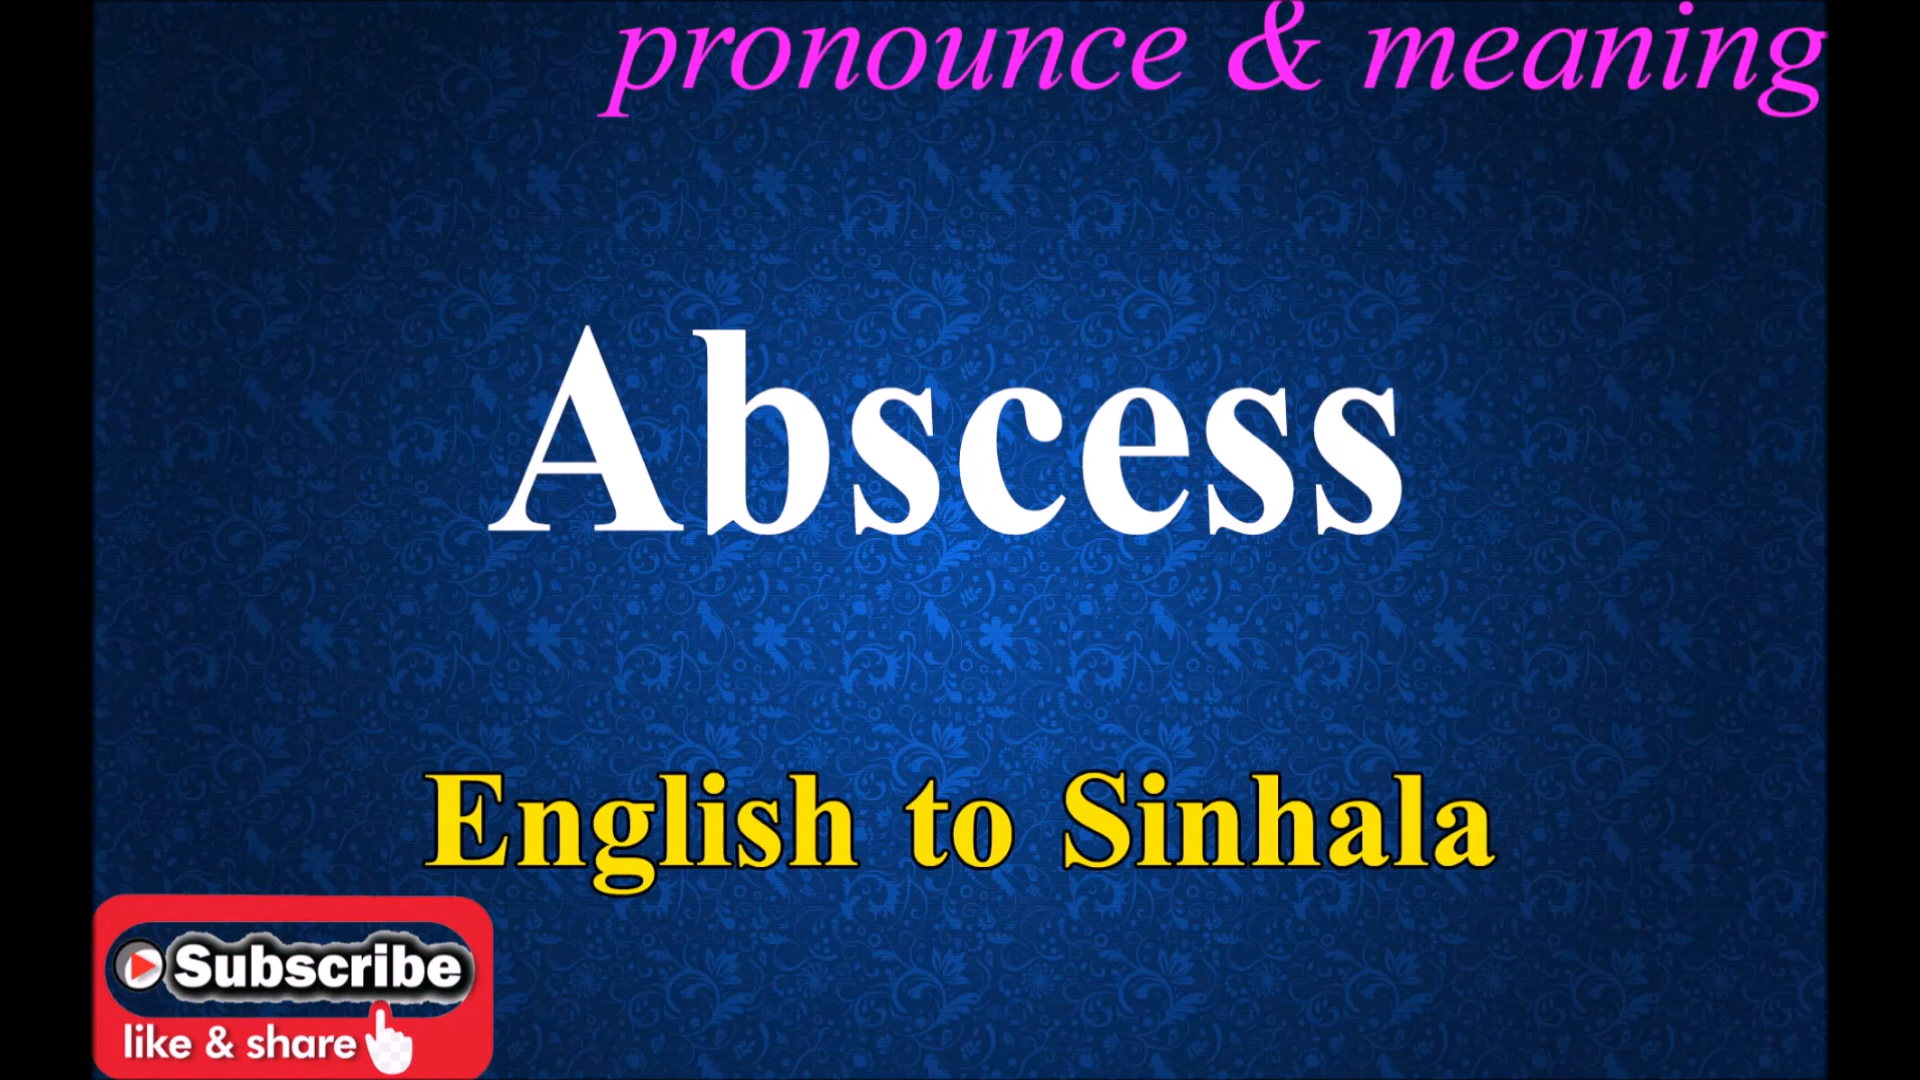 pronounce & meaning
Abscess
English to Sinhala
Subscribe
like & share